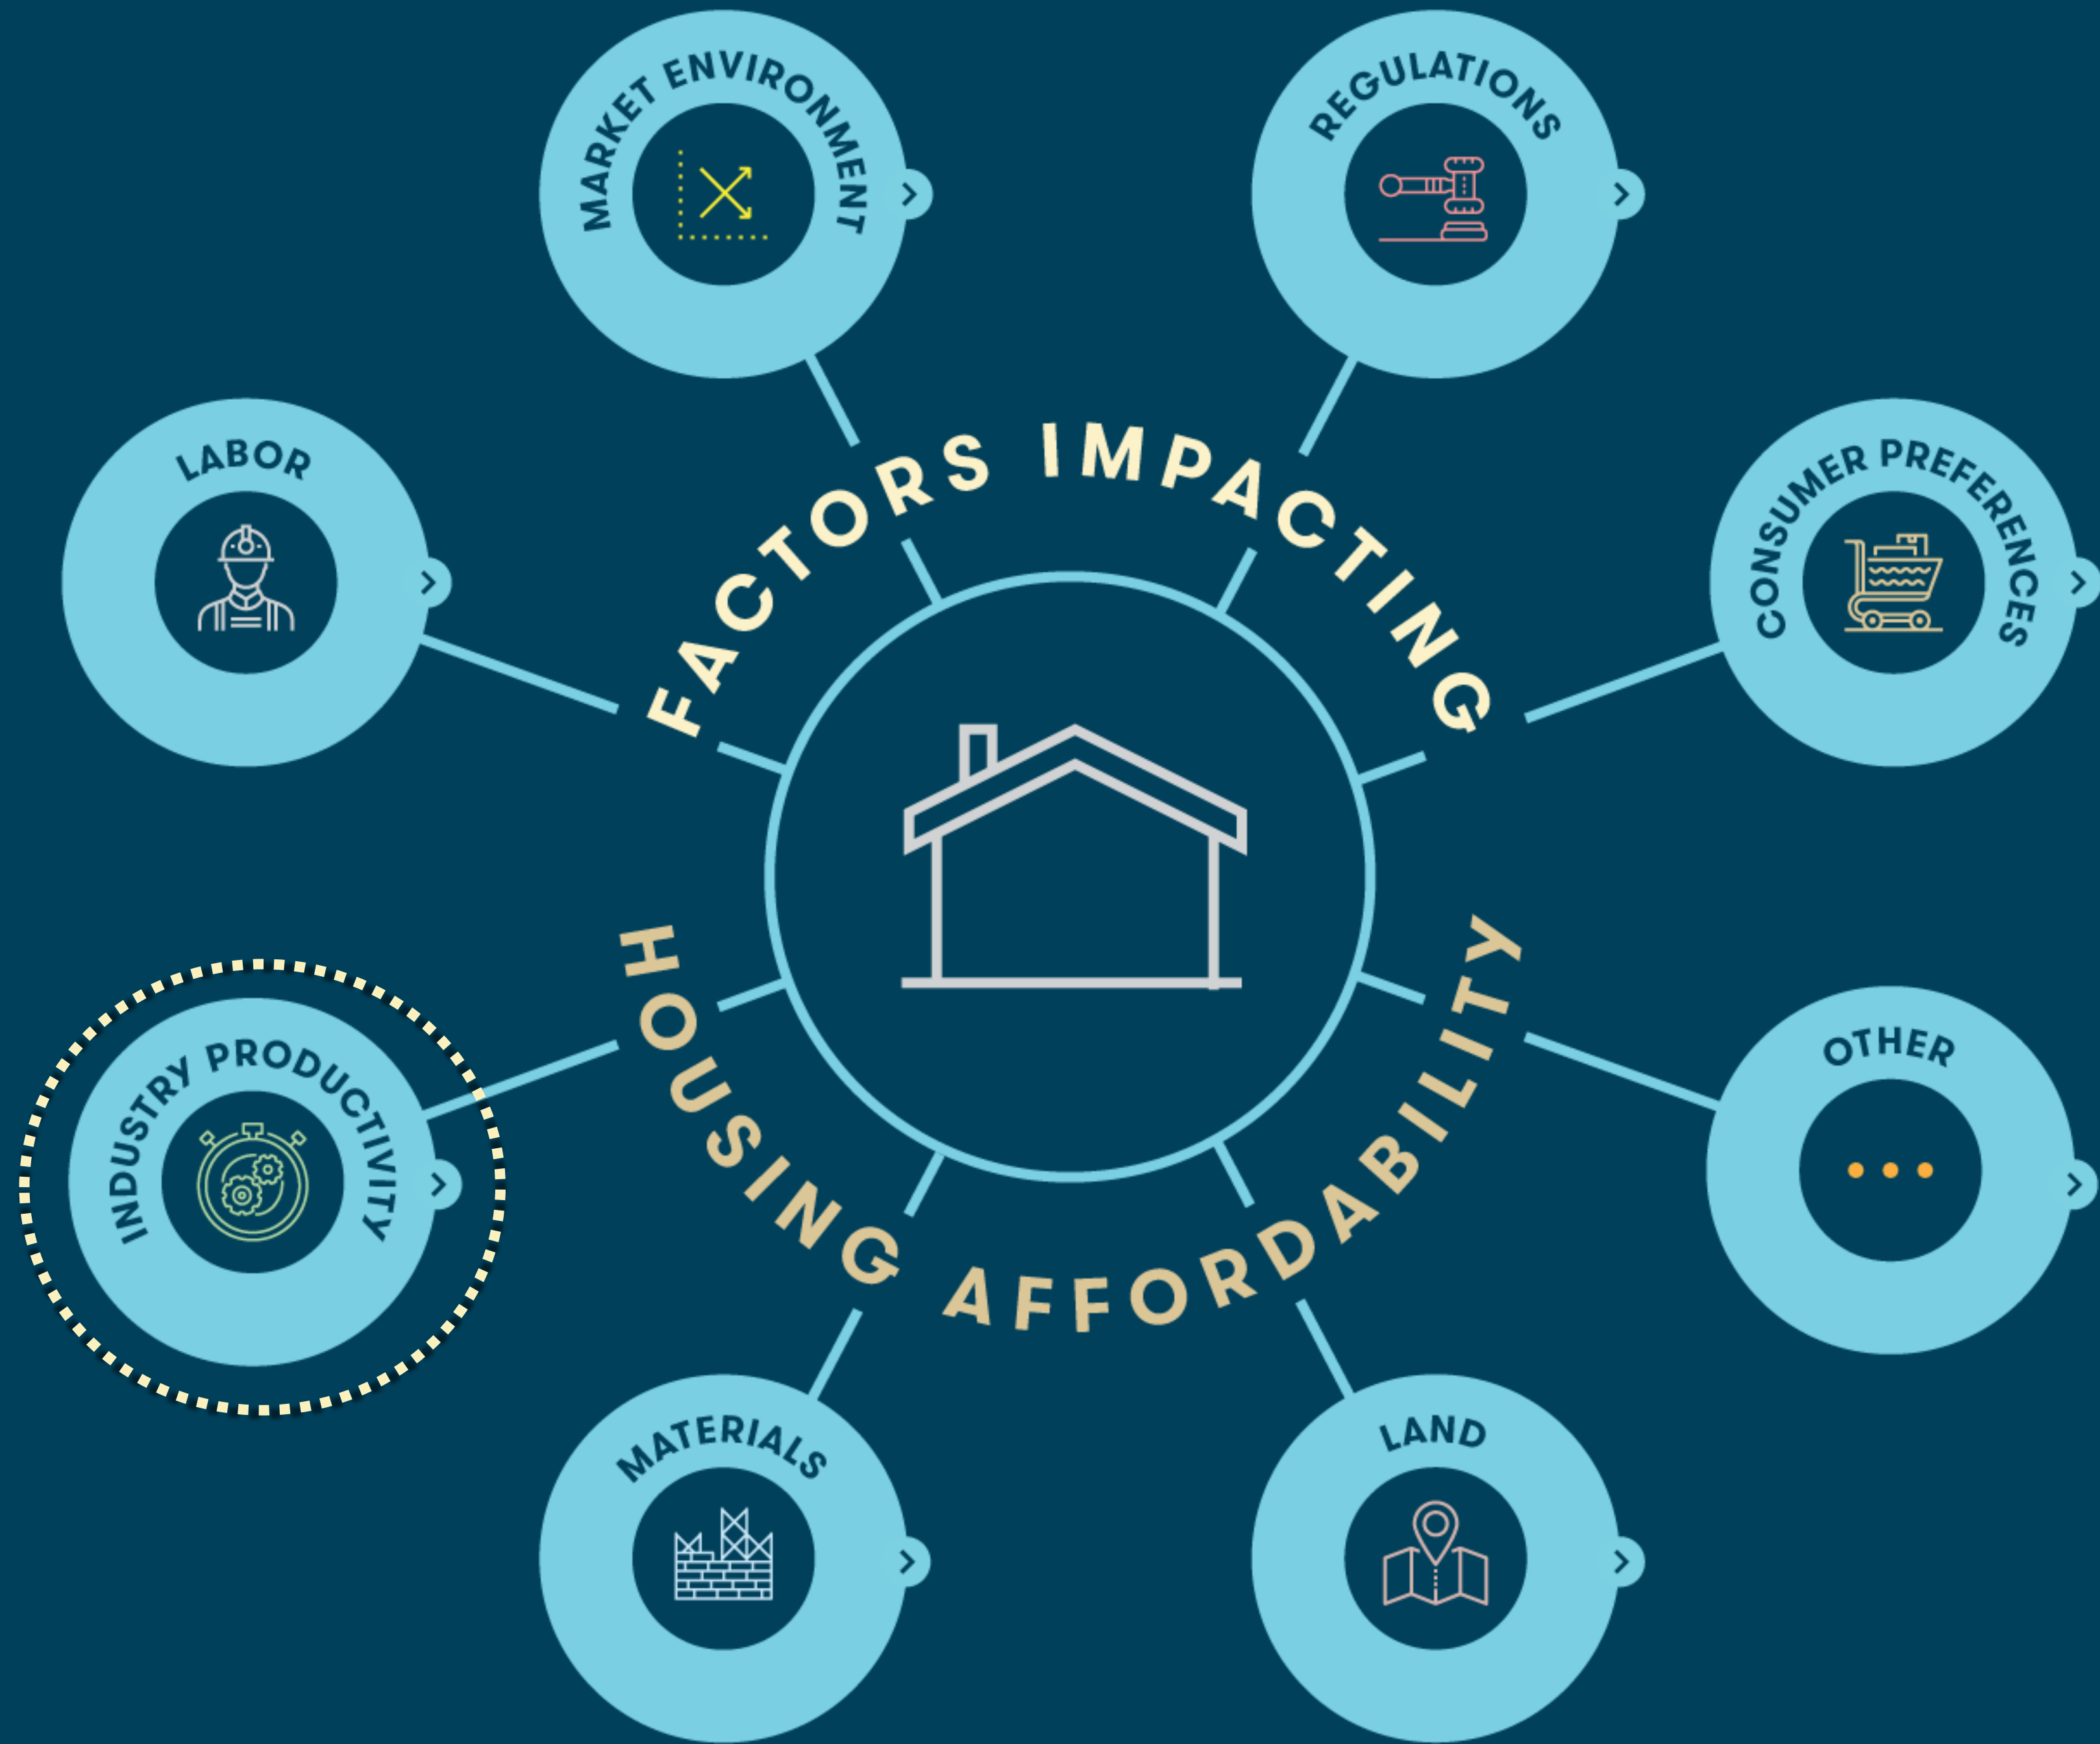 MARKET ENVIRONMENT
REGULATIONS
LABOR
CONSUMER PREFERENCES
FACTORS IMPACTING
HOUSING AFFORDABILITY
INDUSTRY PRODUCTIVITY
OTHER
MATERIALS
LAND